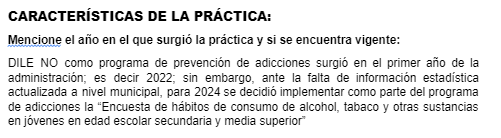 CARACTERÍSTICAS DE LA PRÁCTICA:
Mencione el año en el que surgió la práctica y si se encuentra vigente:
DILE NO como programa de prevención de adicciones surgió en el primer año de la
administración; es decir 2022; sin embargo, ante la falta de información estadística
actualizada a nivel municipal, para 2024 se decidió implementar como parte del programa
de adicciones la “Encuesta de hábitos de consumo de alcohol, tabaco y otras sustancias
en jóvenes en edad escolar secundaria y media superior”